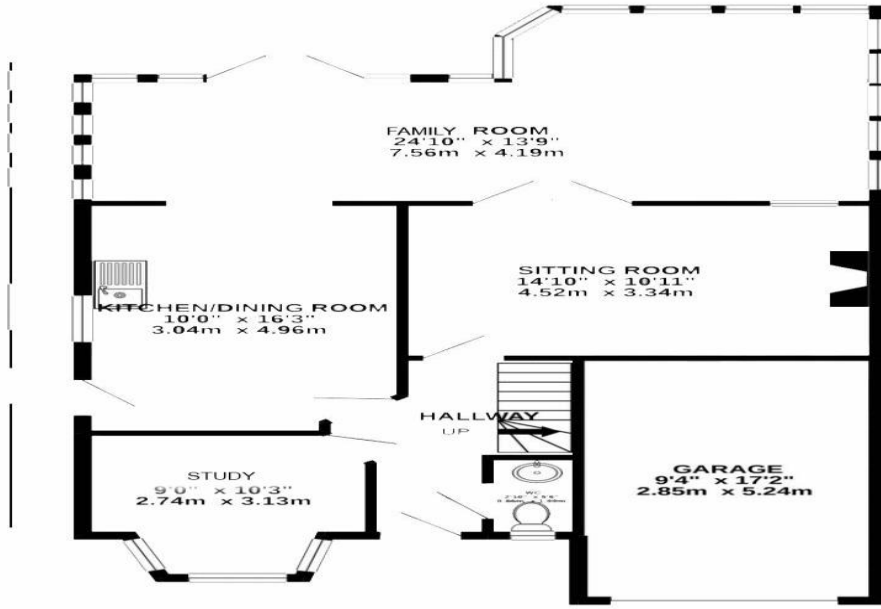 FAMILY ROOM
24'10" x 13'9"
7.56m x 4.19m
SITTING ROOM
14'10" x 10'11"
4.52m x 3.34m
KITCHEN/DINING ROOM
10'0" x 16'3"
3.04m x 4.96m
HALLWAY
UP
GARAGE
9'4" x 17'2"
2.85m x 5.24m
STUDY
9'0" x 10'3"
2.74m x 3.13m
WC